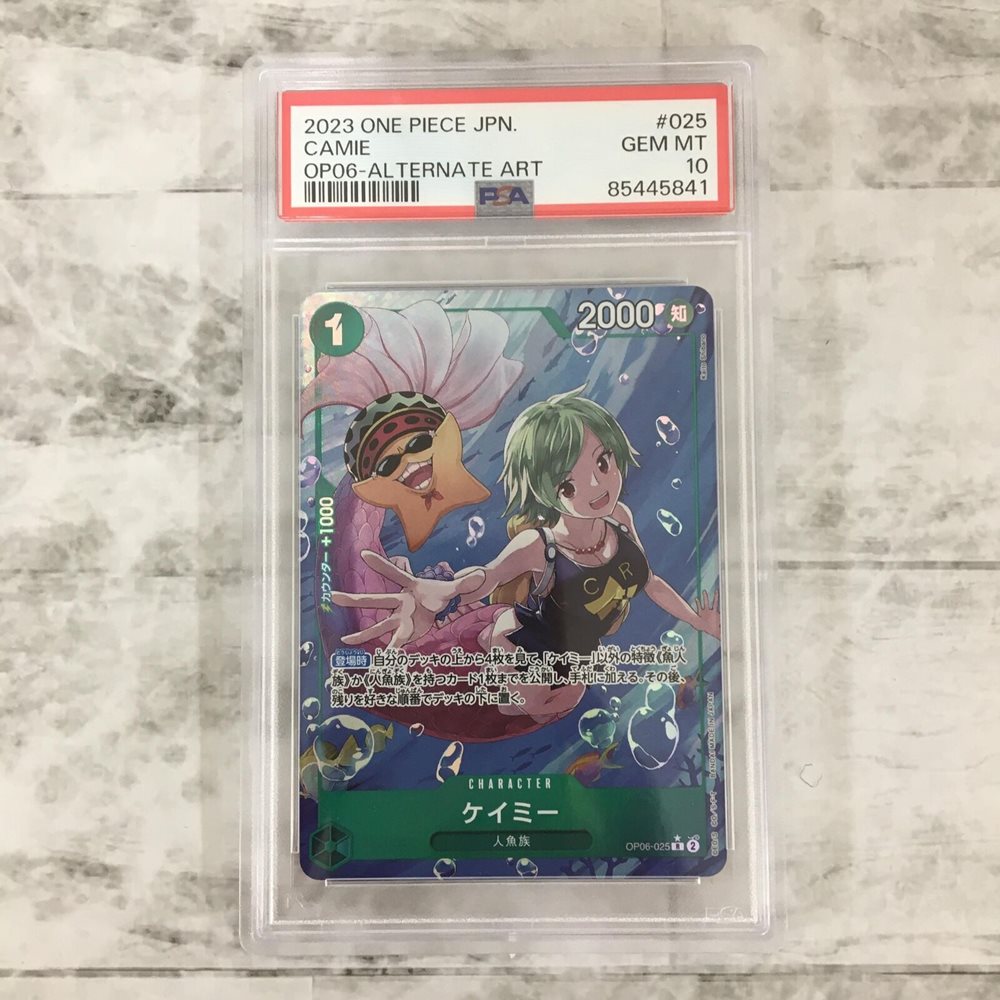 2023 ONE PIECE JPN.
#025
CAMIE
GEM MT
OP06-ALTERNATE ART
10
PSA
85445841
1
2000
知
カウンター +1000
C R
登場時 自分のデッキの上から4枚を見て、「ケイミー」以外の特徴《魚人
族》か《人魚族》を持つカード1枚までを公開し、手札に加える。その後、
残りを好きな順番でデッキの下に置く。
BANDAI MADE IN JAPAN
CHARACTER
ケイミー
人魚族
OP06-025 R 2